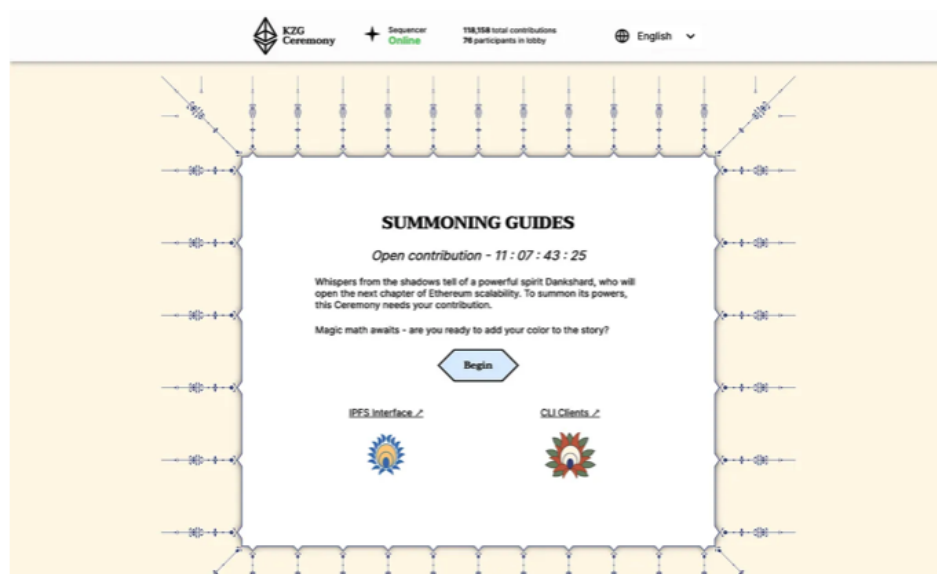 KZG
Ceremony
Sequencer
Online
118,158 total contributions
76 participants in lobby
English
SUMMONING GUIDES
Open contribution - 11 : 07 : 43 : 25
Whispers from the shadows tell of a powerful spirit Dankshard, who will
open the next chapter of Ethereum scalability. To summon its powers,
this Ceremony needs your contribution.
Magic math awaits - are you ready to add your color to the story?
Begin
IPFS Interface ↗
CLI Clients ↗